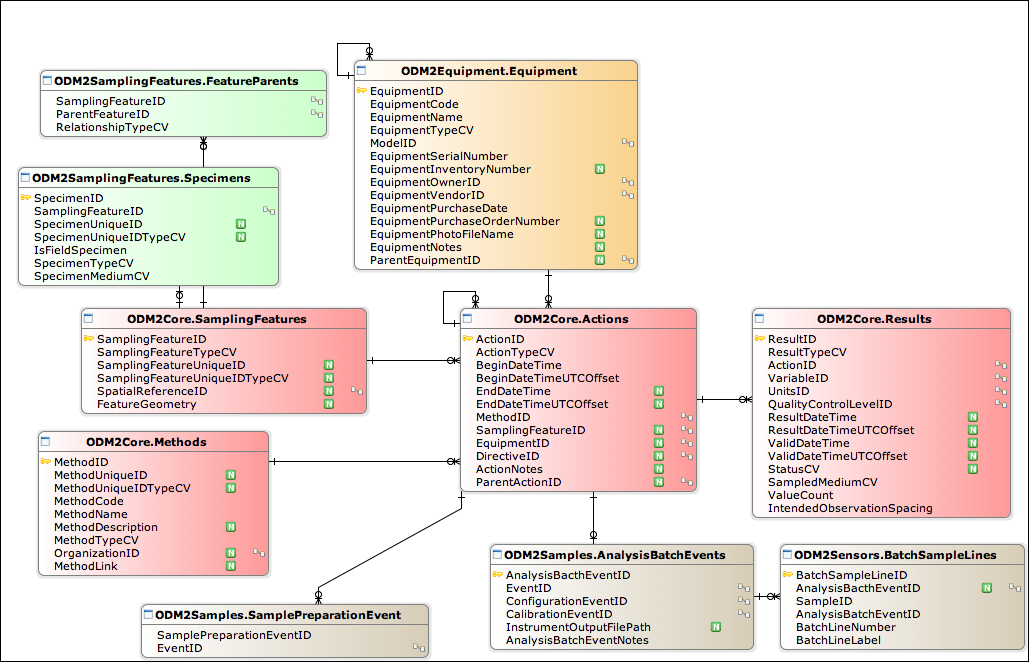 ODM2SamplingFeatures.FeatureParents
SamplingFeatureID
ParentFeatureID
RelationshipTypeCV
ODM2Equipment.Equipment
EquipmentID
EquipmentCode
EquipmentName
EquipmentTypeCV
ModelID
EquipmentSerialNumber
EquipmentInventoryNumber N
EquipmentOwnerID
EquipmentVendorID
EquipmentPurchaseDate
EquipmentPurchaseOrderNumber N
EquipmentPhotoFileName N
EquipmentNotes N
ParentEquipmentID N
ODM2SamplingFeatures.Specimens
SpecimenID
SamplingFeatureID
SpecimenUniqueID N
SpecimenUniqueIDTypeCV N
IsFieldSpecimen
SpecimenTypeCV
SpecimenMediumCV
ODM2Core.SamplingFeatures
SamplingFeatureID
SamplingFeatureTypeCV
SamplingFeatureUniqueID N
SamplingFeatureUniqueIDTypeCV N
SpatialReferenceID N
FeatureGeometry N
ODM2Core.Actions
ActionID
ActionTypeCV
BeginDateTime
BeginDateTimeUTCOffset
EndDateTime N
EndDateTimeUTCOffset N
MethodID
SamplingFeatureID N
EquipmentID N
DirectiveID N
ActionNotes N
ParentActionID N
ODM2Core.Results
ResultID
ResultTypeCV
ActionID
VariableID
UnitsID
QualityControlLevelID
ResultDateTime N
ResultDateTimeUTCOffset N
ValidDateTime N
ValidDateTimeUTCOffset N
StatusCV N
SampledMediumCV
ValueCount
IntendedObservationSpacing
ODM2Core.Methods
MethodID
MethodUniqueID N
MethodUniqueIDTypeCV N
MethodCode
MethodName
MethodDescription N
MethodTypeCV
OrganizationID N
MethodLink N
ODM2Samples.SamplePreparationEvent
SamplePreparationEventID
EventID
ODM2Samples.AnalysisBatchEvents
AnalysisBacthEventID
EventID
ConfigurationEventID
CalibrationEventID
InstrumentOutputFilePath N
AnalysisBatchEventNotes
ODM2Sensors.BatchSampleLines
BatchSampleLineID
AnalysisBacthEventID N
SampleID
AnalysisBatchEventID
BatchLineNumber
BatchLineLabel